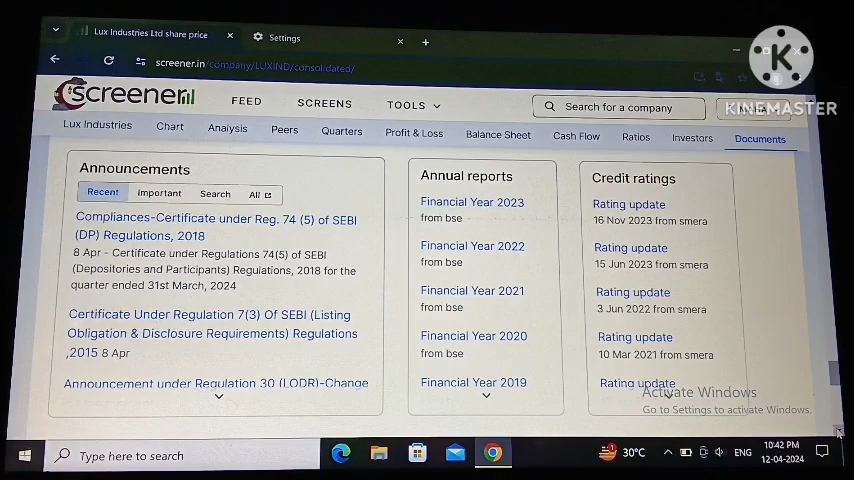 Lux Industries Ltd share price
Settings
screener.in/company/LUXIND/consolidated/
KINEMASTER
screener
FEED
SCREENS
TOOLS
Search for a company
Lux Industries
Chart
Analysis
Peers
Quarters
Profit & Loss
Balance Sheet
Cash Flow
Ratios
Investors
Documents
Announcements
Recent
Important
Search
All
Compliances-Certificate under Reg. 74 (5) of SEBI
(DP) Regulations, 2018
8 Apr - Certificate under Regulations 74(5) of SEBI
(Depositories and Participants) Regulations, 2018 for the
quarter ended 31st March, 2024
Certificate Under Regulation 7(3) Of SEBI (Listing
Obligation & Disclosure Requirements) Regulations
,2015 8 Apr
Announcement under Regulation 30 (LODR)-Change
Annual reports
Financial Year 2023
from bse
Financial Year 2022
from bse
Financial Year 2021
from bse
Financial Year 2020
from bse
Financial Year 2019
Credit ratings
Rating update
16 Nov 2023 from smera
Rating update
15 Jun 2023 from smera
Rating update
3 Jun 2022 from smera
Rating update
10 Mar 2021 from smera
Rating update
Activate Windows
Go to Settings to activate Windows.
Type here to search
30°C
ENG
10:42 PM
12-04-2024